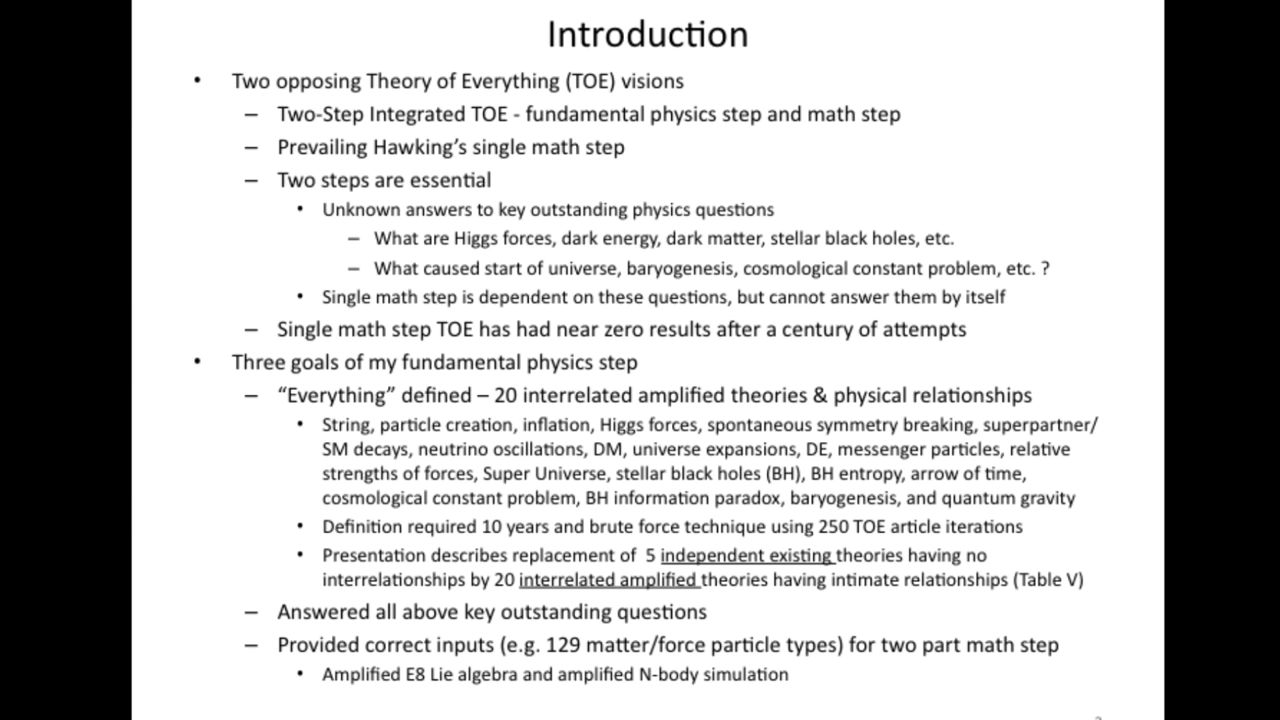 Introduction
• Two opposing Theory of Everything (TOE) visions
– Two-Step Integrated TOE - fundamental physics step and math step
– Prevailing Hawking's single math step
– Two steps are essential
• Unknown answers to key outstanding physics questions
– What are Higgs forces, dark energy, dark matter, stellar black holes, etc.
– What caused start of universe, baryogenesis, cosmological constant problem, etc. ?
• Single math step is dependent on these questions, but cannot answer them by itself
– Single math step TOE has had near zero results after a century of attempts
• Three goals of my fundamental physics step
– “Everything” defined – 20 interrelated amplified theories & physical relationships
• String, particle creation, inflation, Higgs forces, spontaneous symmetry breaking, superpartner/
SM decays, neutrino oscillations, DM, universe expansions, DE, messenger particles, relative
strengths of forces, Super Universe, stellar black holes (BH), BH entropy, arrow of time,
cosmological constant problem, BH information paradox, baryogenesis, and quantum gravity
• Definition required 10 years and brute force technique using 250 TOE article iterations
• Presentation describes replacement of 5 independent existing theories having no
interrelationships by 20 interrelated amplified theories having intimate relationships (Table V)
– Answered all above key outstanding questions
– Provided correct inputs (e.g. 129 matter/force particle types) for two part math step
• Amplified E8 Lie algebra and amplified N-body simulation